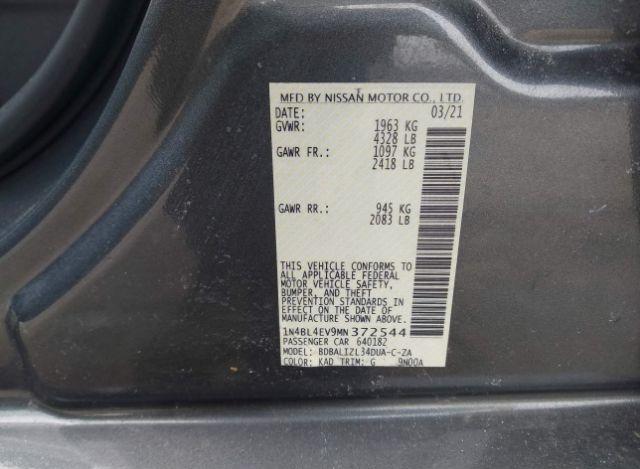 MFD BY NISSAN MOTOR CO., LTD.
DATE: 03/21
GVWR: 1963 KG
4328 LB
GAWR FR.: 1097 KG
2418 LB
GAWR RR.: 945 KG
2083 LB
THIS VEHICLE CONFORMS TO
ALL APPLICABLE FEDERAL
MOTOR VEHICLE SAFETY,
BUMPER, AND THEFT
PREVENTION STANDARDS IN
EFFECT ON THE DATE OF
MANUFACTURE SHOWN ABOVE.
1N4BL4EV9MN372544
PASSENGER CAR 640182
MODEL: BDBALIZL34DUA-C-ZA
COLOR: KAD TRIM: G 9N00A